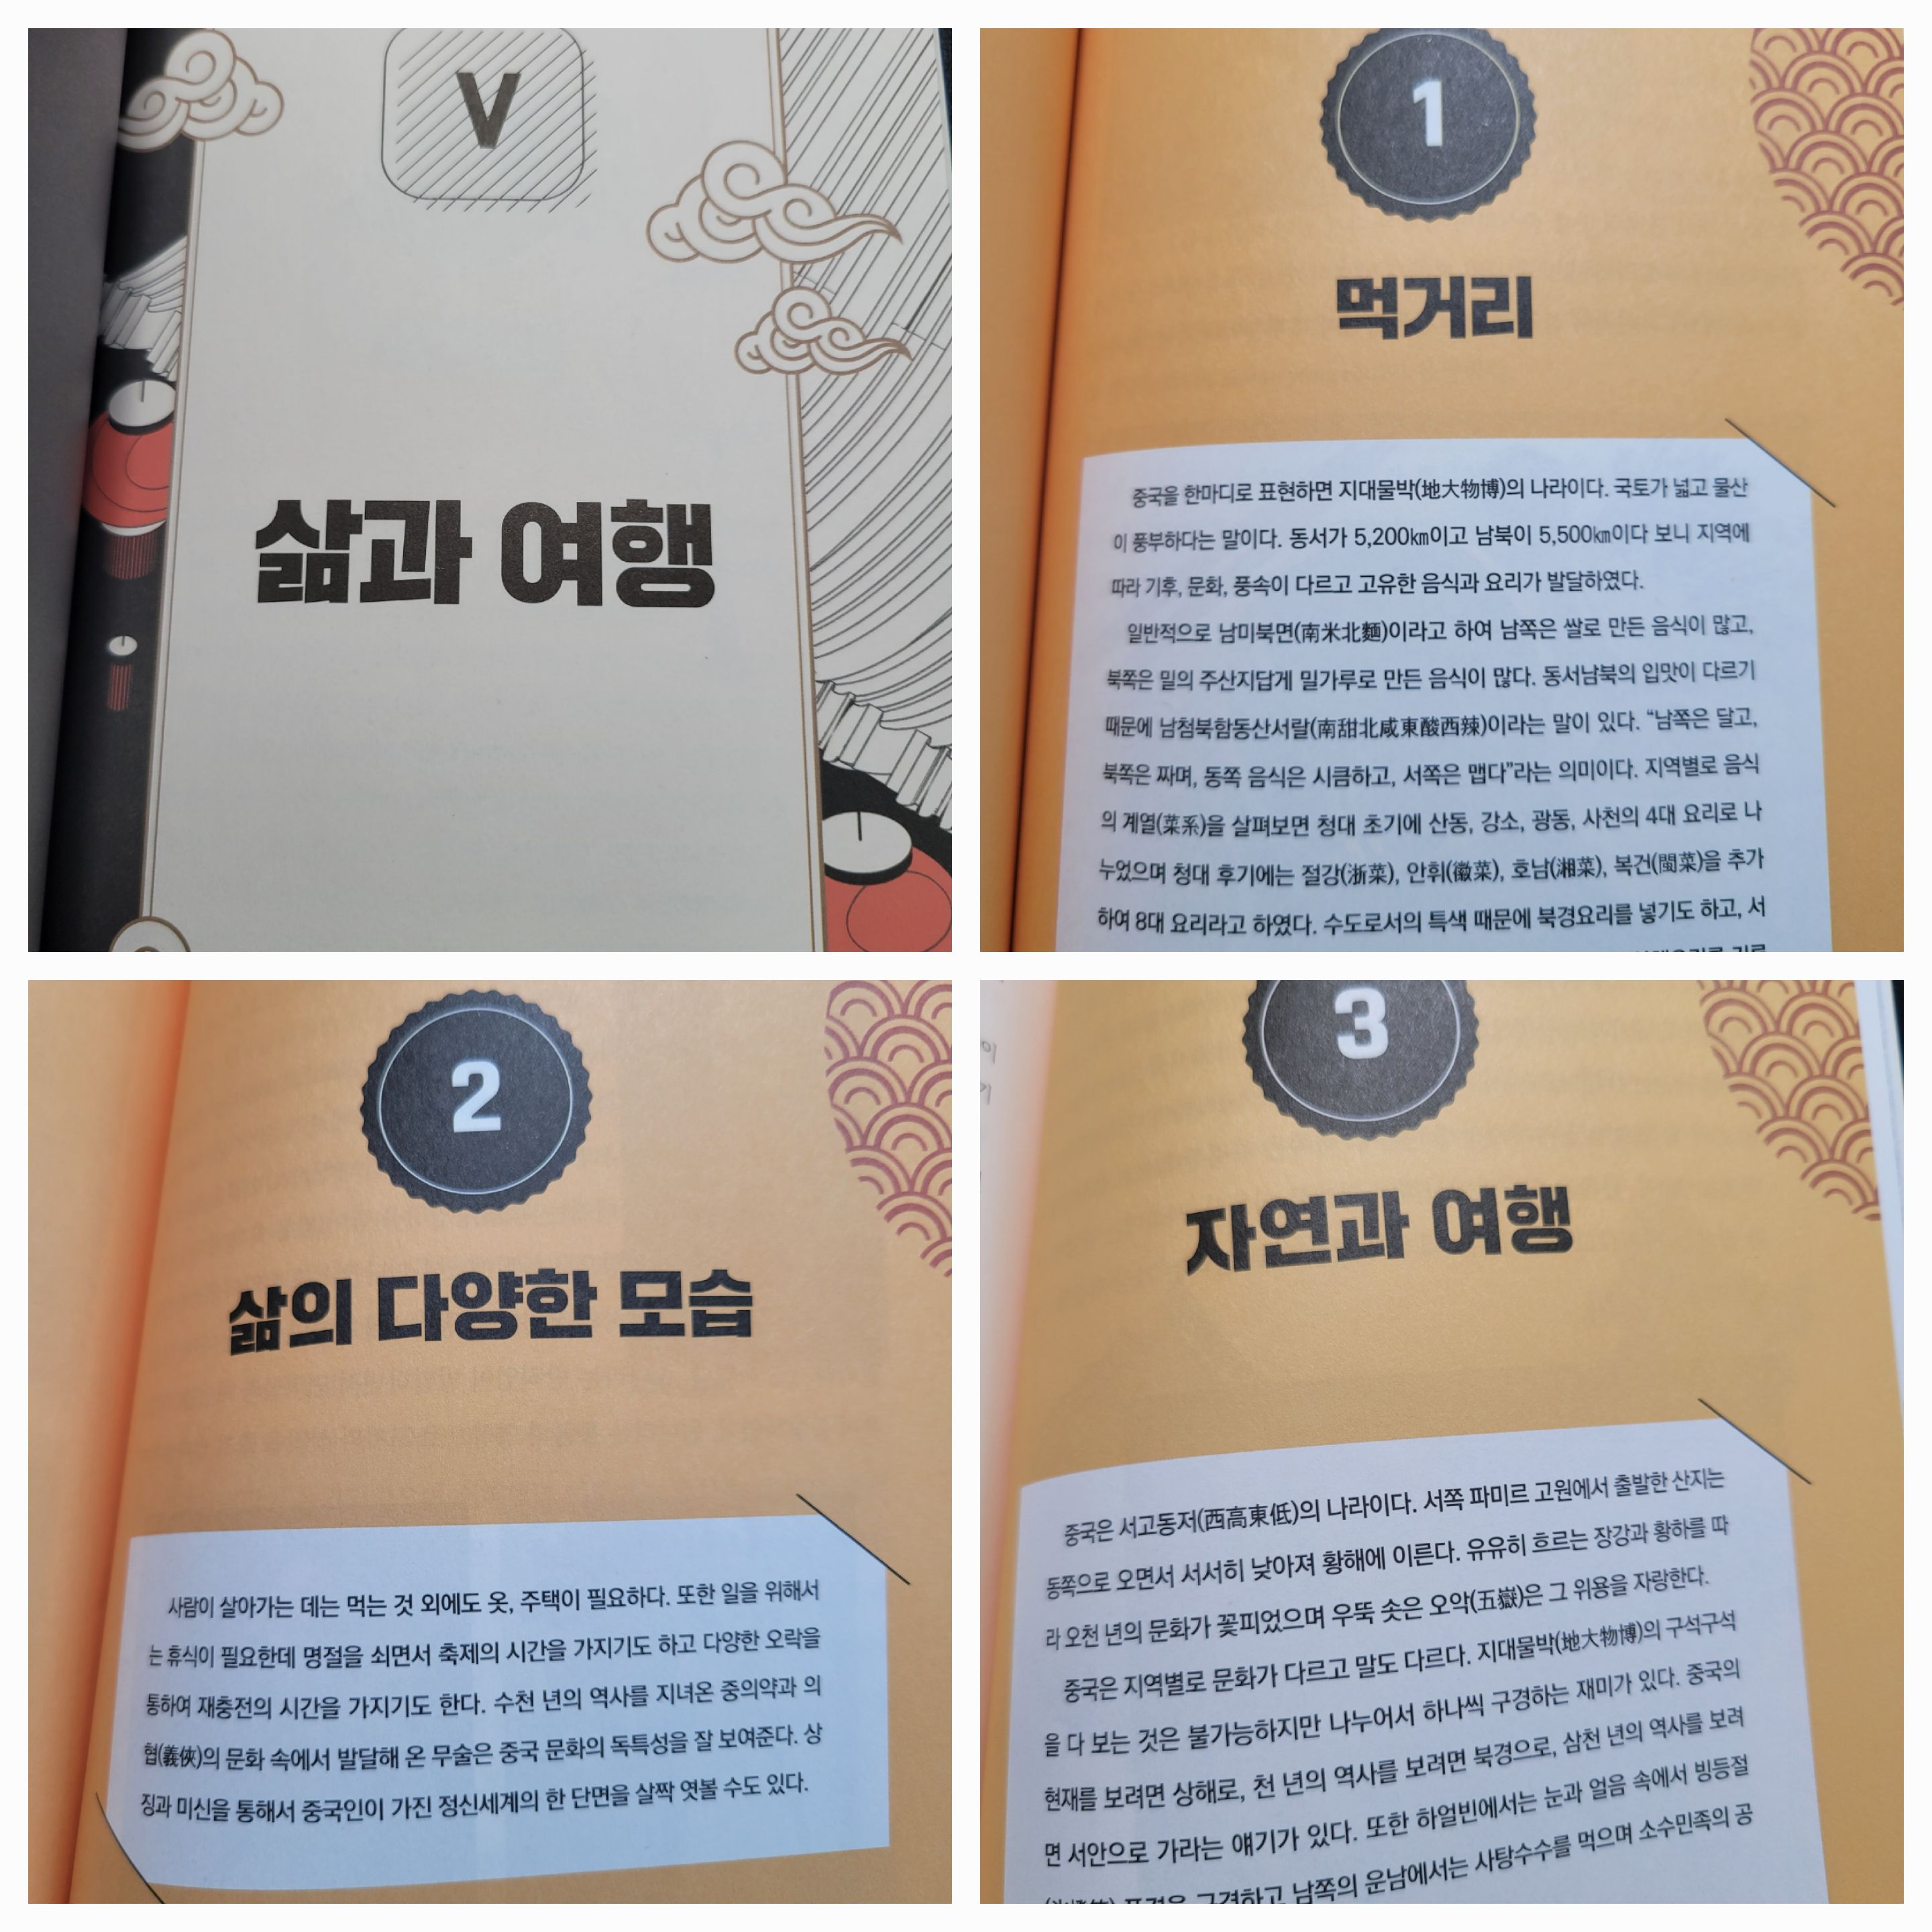 V
삶과 여행
1
먹거리
중국을 한마디로 표현하면 지대물박(地大物博)의 나라이다. 국토가 넓고 물산
이 풍부하다는 말이다. 동서가 5,200㎞이고 남북이 5,500㎞이다 보니 지역에
따라 기후, 문화, 풍속이 다르고 고유한 음식과 요리가 발달하였다.
일반적으로 남미북면(南米北麵)이라고 하여 남쪽은 쌀로 만든 음식이 많고,
북쪽은 밀의 주산지답게 밀가루로 만든 음식이 많다. 동서남북의 입맛이 다르기
때문에 남첨북함동산서랄(南甜北咸東酸西辣)이라는 말이 있다. “남쪽은 달고,
북쪽은 짜며, 동쪽 음식은 시큼하고, 서쪽은 맵다”라는 의미이다. 지역별로 음식
의 계열(菜系)을 살펴보면 청대 초기에 산동, 강소, 광동, 사천의 4대 요리로 나
누었으며 청대 후기에는 절강(浙菜), 안휘(徽菜), 호남(湘菜), 복건(閩菜)을 추가
하여 8대 요리라고 하였다. 수도로서의 특색 때문에 북경요리를 넣기도 하고, 서
2
삶의 다양한 모습
사람이 살아가는 데는 먹는 것 외에도 옷, 주택이 필요하다. 또한 일을 위해서
는 휴식이 필요한데 명절을 쇠면서 축제의 시간을 가지기도 하고 다양한 오락을
통하여 재충전의 시간을 가지기도 한다. 수천 년의 역사를 지녀온 중의약과 의
협(義俠)의 문화 속에서 발달해 온 무술은 중국 문화의 독특성을 잘 보여준다. 상
징과 미신을 통해서 중국인이 가진 정신세계의 한 단면을 살짝 엿볼 수도 있다.
3
자연과 여행
중국은 서고동저(西高東低)의 나라이다. 서쪽 파미르 고원에서 출발한 산지는
동쪽으로 오면서 서서히 낮아져 황해에 이른다. 유유히 흐르는 장강과 황하를 따
라 오천 년의 문화가 꽃피었으며 우뚝 솟은 오악(五嶽)은 그 위용을 자랑한다.
중국은 지역별로 문화가 다르고 말도 다르다. 지대물박(地大物博)의 구석구석
을 다 보는 것은 불가능하지만 나누어서 하나씩 구경하는 재미가 있다. 중국의
현재를 보려면 상해로, 천 년의 역사를 보려면 북경으로, 삼천 년의 역사를 보려
면 서안으로 가라는 얘기가 있다. 또한 하얼빈에서는 눈과 얼음 속에서 빙등절
풍경을 구경하고 남쪽의 운남에서는 사탕수수를 먹으며 소수민족의 공